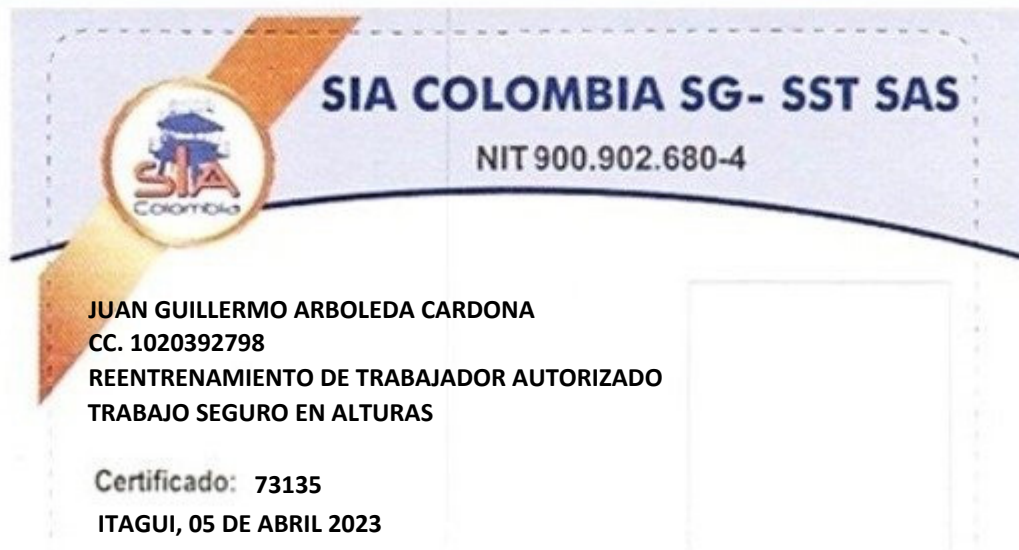 SIA COLOMBIA SG- SST SAS
NIT 900.902.680-4
SIA
Colombia
JUAN GUILLERMO ARBOLEDA CARDONA
CC. 1020392798
REENTRENAMIENTO DE TRABAJADOR AUTORIZADO
TRABAJO SEGURO EN ALTURAS
Certificado: 73135
ITAGUI, 05 DE ABRIL 2023